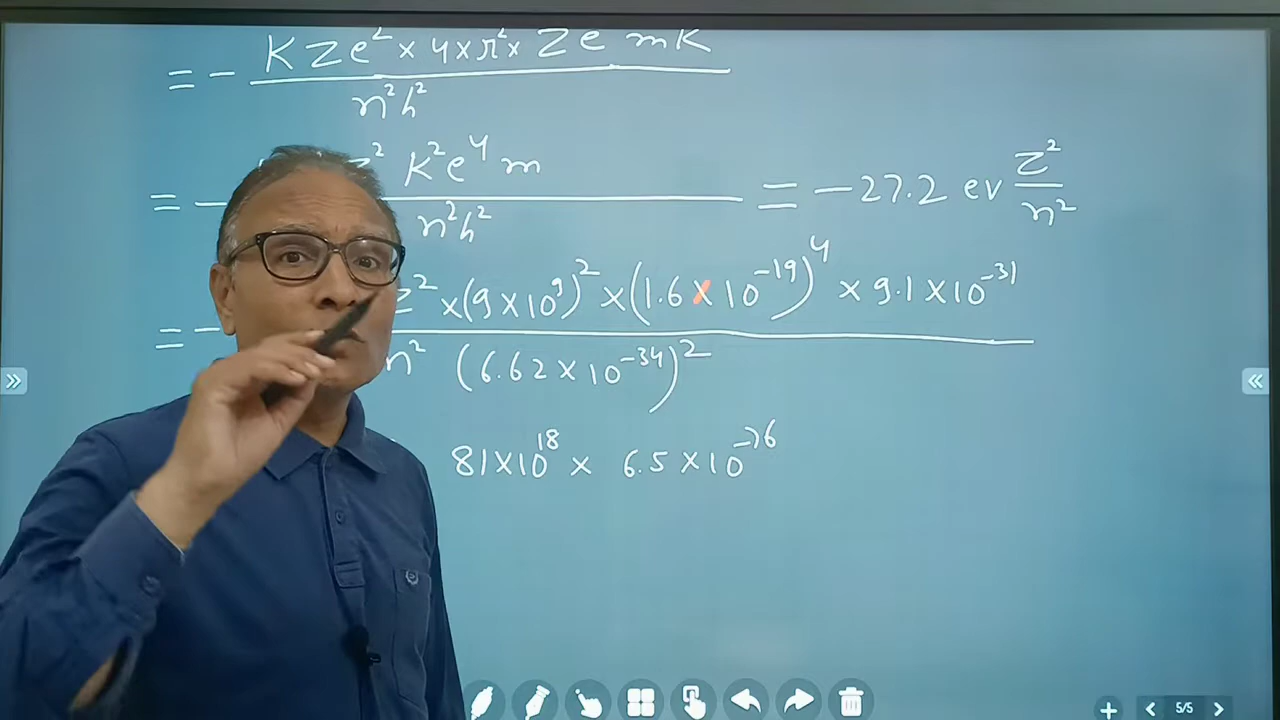 = - KZe² × 4 × π² × Ze mK
n²h²
= - z² K²e⁴m = -27.2 ev Z²
n²h² n²
= - z² × (9 × 10⁹)² × (1.6 × 10⁻¹⁹)⁴ × 9.1 × 10⁻³¹
n² (6.62 × 10⁻³⁴)²
81 × 10¹⁸ × 6.5 × 10⁻⁷⁶
5/5